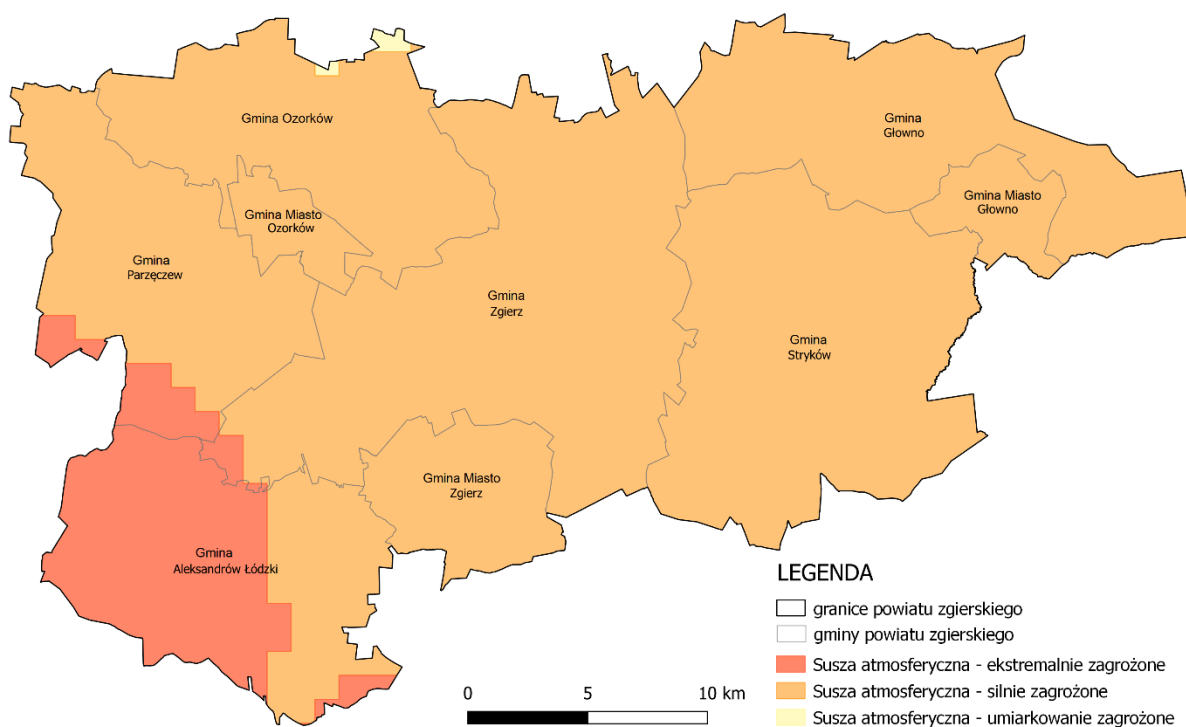 Gmina Ozorków
Gmina
Głowno
Gmina Miasto
Głowno
Gmina Miasto
Ozorków
Gmina
Parzęczew
Gmina
Zgierz
Gmina
Stryków
Gmina Miasto
Zgierz
Gmina
Aleksandrów Łódzki
LEGENDA
granice powiatu zgierskiego
gminy powiatu zgierskiego
Susza atmosferyczna - ekstremalnie zagrożone
Susza atmosferyczna - silnie zagrożone
Susza atmosferyczna - umiarkowanie zagrożone
0 5 10 km